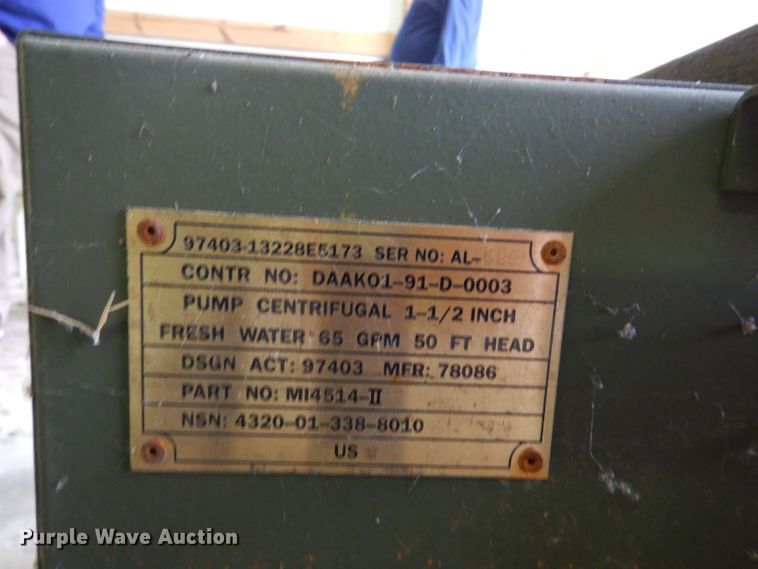 97403-13228E5173 SER NO: AL-
CONTR NO: DAAK01-91-D-0003
PUMP CENTRIFUGAL 1-1/2 INCH
FRESH WATER 65 GPM 50 FT HEAD
DSGN ACT: 97403 MFR: 78086
PART NO: MI4514-II
NSN: 4320-01-338-8010
US
Purple Wave Auction